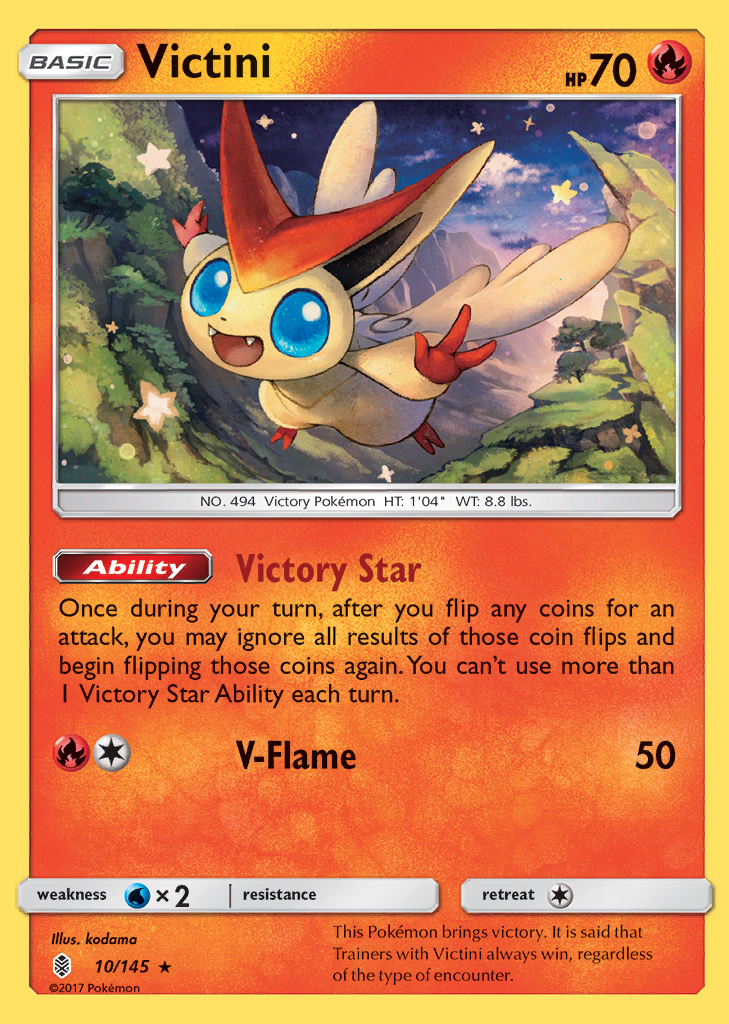 BASIC Victini HP70
NO. 494 Victory Pokémon HT: 1'04" WT: 8.8 lbs.
Ability Victory Star
Once during your turn, after you flip any coins for an
attack, you may ignore all results of those coin flips and
begin flipping those coins again. You can't use more than
1 Victory Star Ability each turn.
V-Flame 50
weakness ×2 resistance retreat
Illus. kodama
10/145 ★
©2017 Pokémon
This Pokémon brings victory. It is said that
Trainers with Victini always win, regardless
of the type of encounter.